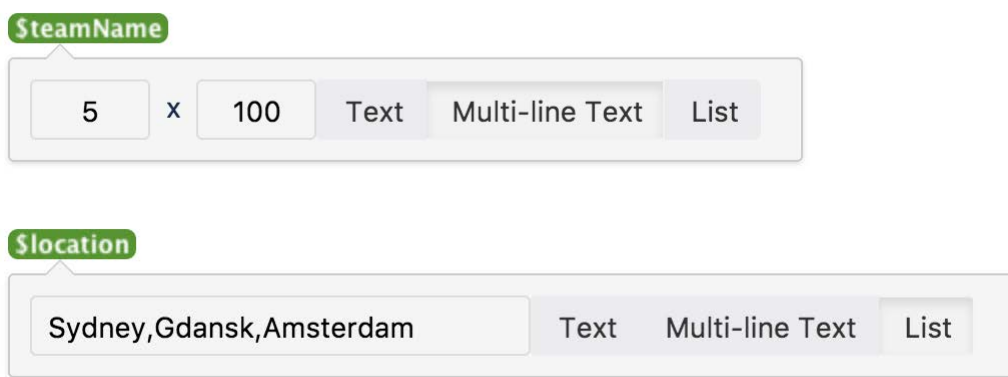 $teamName
5 x 100 Text Multi-line Text List
$location
Sydney,Gdansk,Amsterdam Text Multi-line Text List